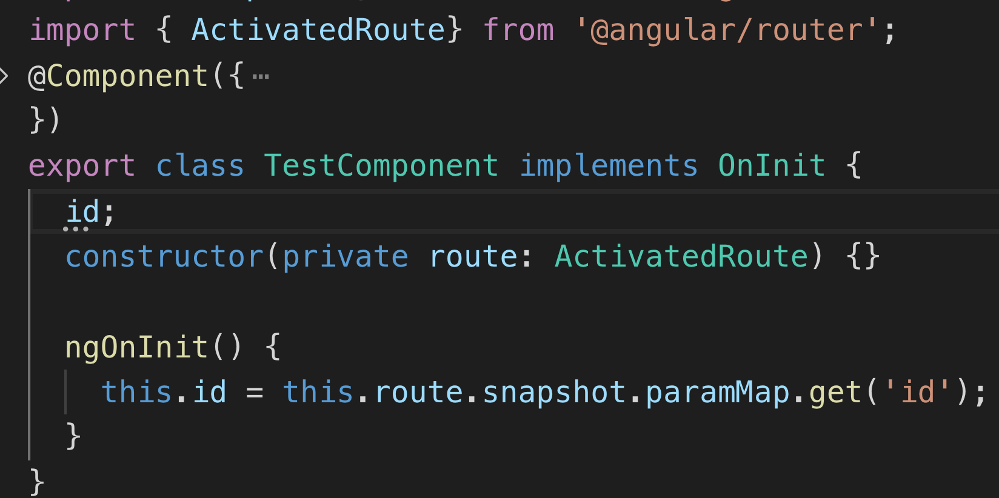 import { ActivatedRoute} from '@angular/router';
@Component({ ⋯
})
export class TestComponent implements OnInit {
  id;
  constructor(private route: ActivatedRoute) {}

  ngOnInit() {
    this.id = this.route.snapshot.paramMap.get('id');
  }
}